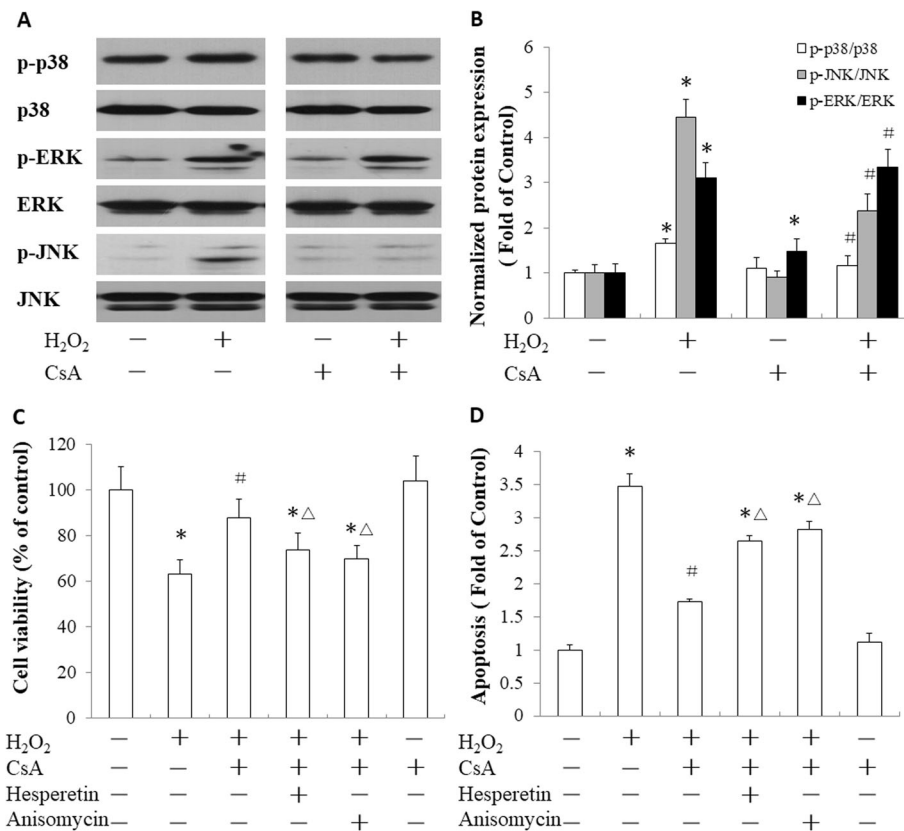 A
p-p38
p38
p-ERK
ERK
p-JNK
JNK
H2O2 — + — +
CsA — — + +
B
Normalized protein expression
( Fold of Control)
6
5
4
3
2
1
0
p-p38/p38
p-JNK/JNK
p-ERK/ERK
* * * * # # #
H2O2 — + — +
CsA — — + +
C
Cell viability (% of control)
120
100
80
60
40
20
0
* # *△ *△
H2O2 — + + + + —
CsA — — + + + +
Hesperetin — — — + — —
Anisomycin — — — — + —
D
Apoptosis ( Fold of Control)
4
3.5
3
2.5
2
1.5
1
0.5
0
* # *△ *△
H2O2 — + + + + —
CsA — — + + + +
Hesperetin — — — + — —
Anisomycin — — — — + —